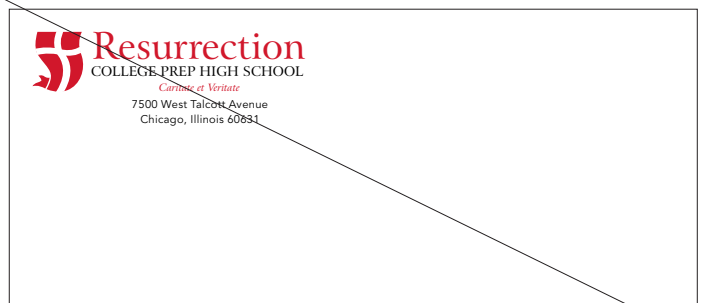 Resurrection
COLLEGE PREP HIGH SCHOOL
Caritate et Veritate
7500 West Talcott Avenue
Chicago, Illinois 60631